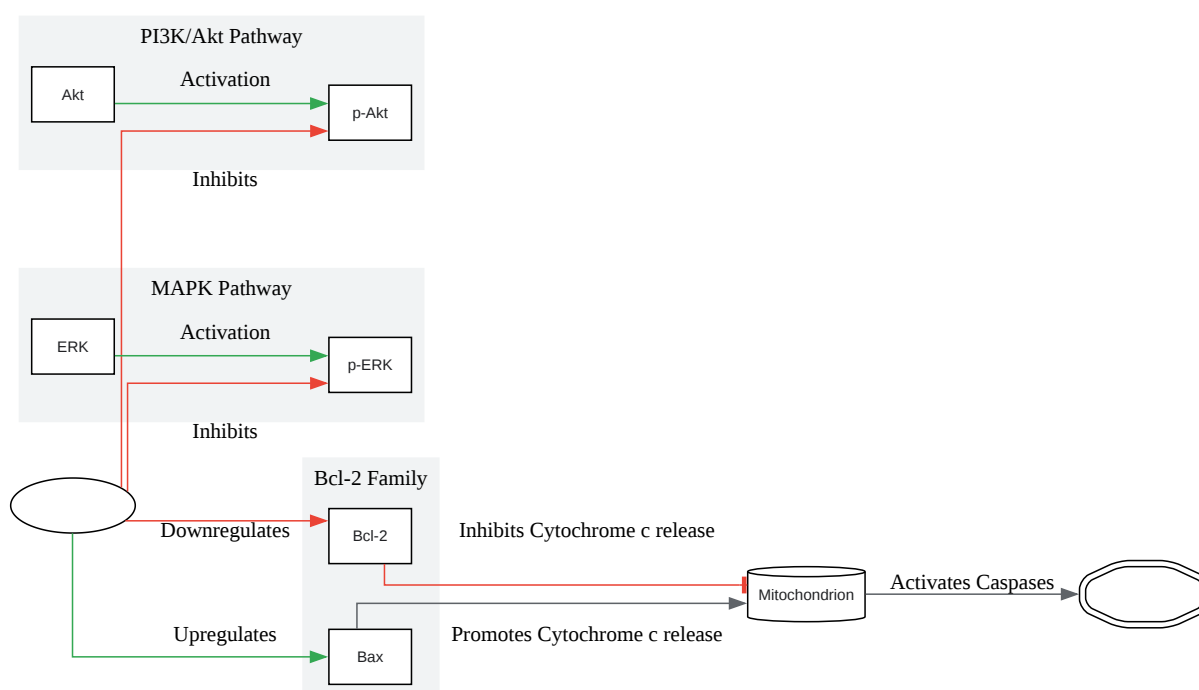 PI3K/Akt Pathway
Akt
Activation
p-Akt
Inhibits
MAPK Pathway
ERK
Activation
p-ERK
Inhibits
Bcl-2 Family
Downregulates
Bcl-2
Inhibits Cytochrome c release
Mitochondrion
Activates Caspases
Upregulates
Bax
Promotes Cytochrome c release